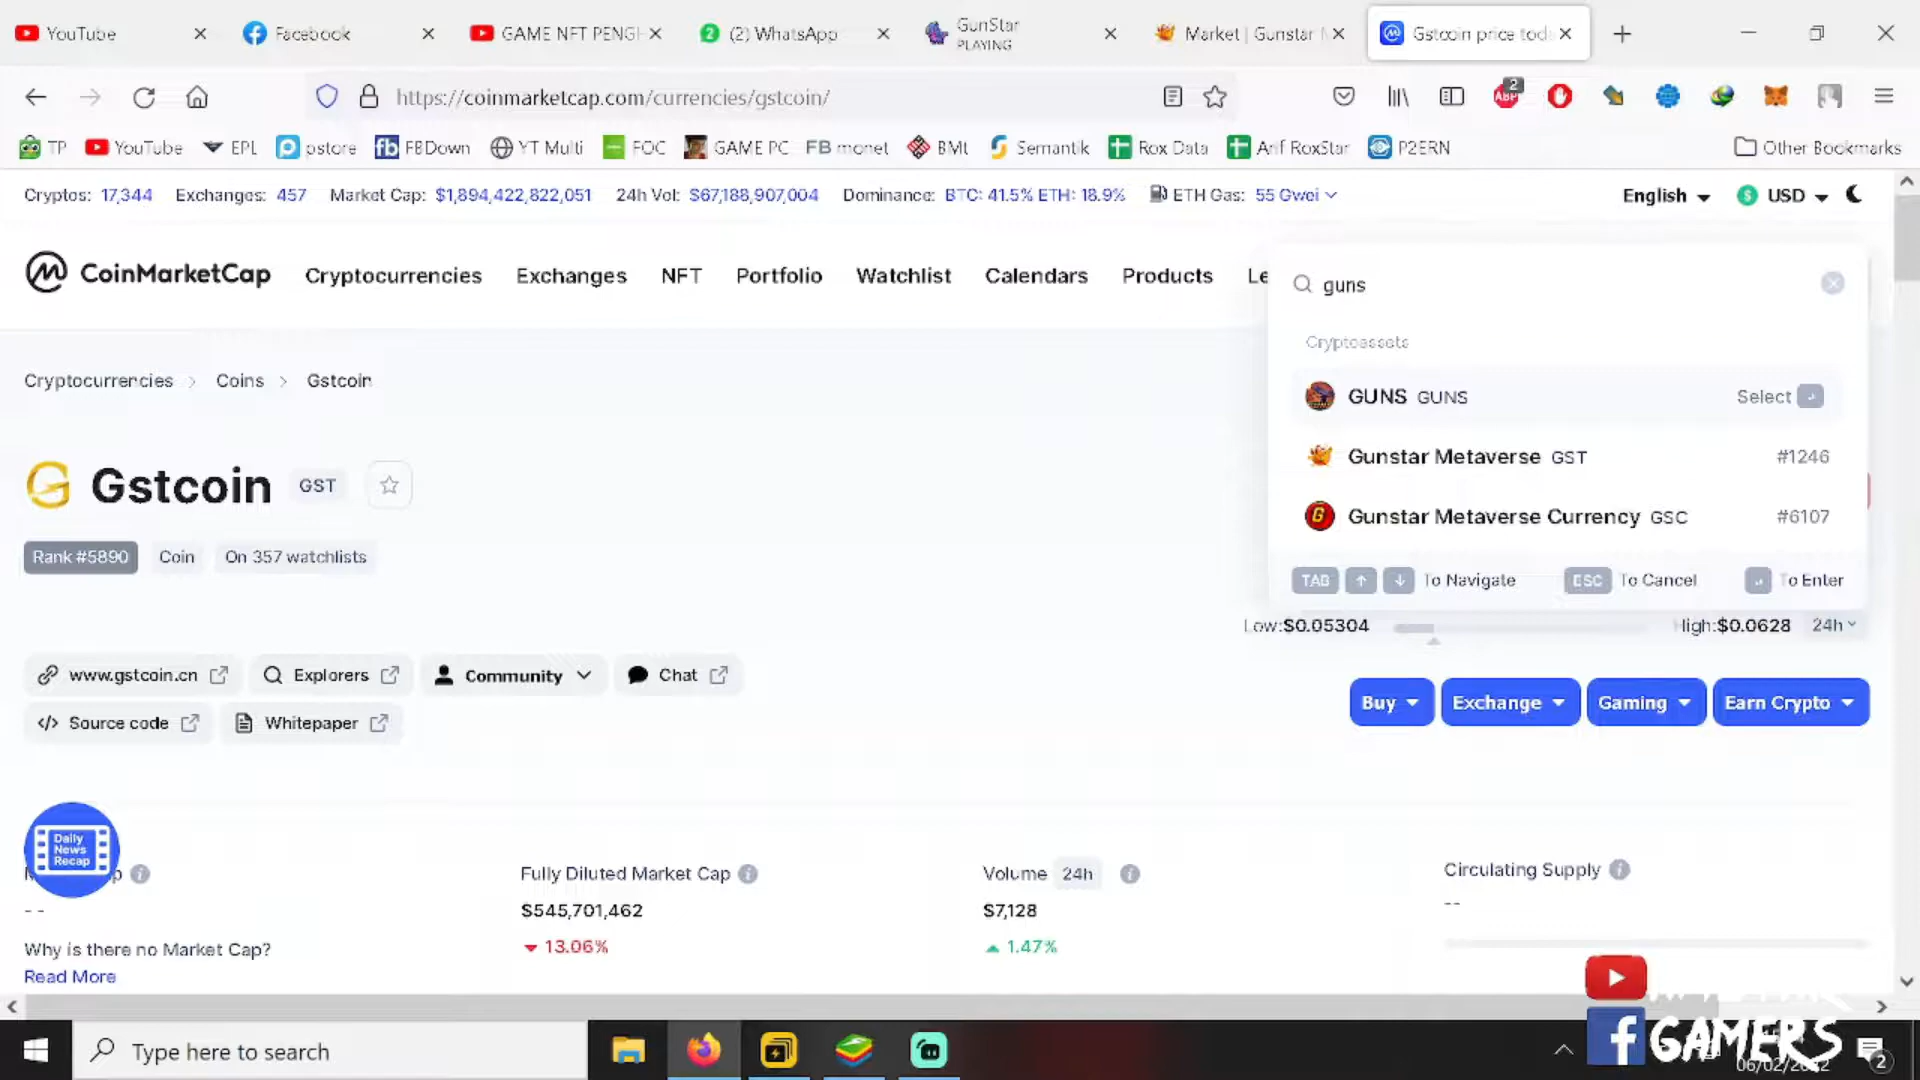 YouTube
Facebook
GAME NFT PENGH
(2) WhatsApp
GunStar
PLAYING
Market | Gunstar
Gstcoin price tod
https://coinmarketcap.com/currencies/gstcoin/
2
ABP
TP
YouTube
EPL
pstore
FBDown
YT Multi
FOC
GAME PC
FB monet
BMt
Semantik
Rox Data
Arif RoxStar
P2ERN
Other Bookmarks
Cryptos: 17,344
Exchanges: 457
Market Cap: $1,894,422,822,051
24h Vol: $67,188,907,004
Dominance: BTC: 41.5% ETH: 18.9%
ETH Gas: 55 Gwei
English
USD
CoinMarketCap
Cryptocurrencies
Exchanges
NFT
Portfolio
Watchlist
Calendars
Products
Le
guns
Cryptoassets
GUNS GUNS
Select
Gunstar Metaverse GST
#1246
Gunstar Metaverse Currency GSC
#6107
TAB To Navigate
ESC To Cancel
To Enter
Cryptocurrencies > Coins > Gstcoin
Gstcoin GST
Rank #5890
Coin
On 357 watchlists
Low:$0.05304
High:$0.0628
24h
www.gstcoin.cn
Explorers
Community
Chat
Source code
Whitepaper
Buy
Exchange
Gaming
Earn Crypto
Daily
News
Recap
Fully Diluted Market Cap
$545,701,462
13.06%
Volume 24h
$7,128
1.47%
Circulating Supply
--
- -
Why is there no Market Cap?
Read More
Type here to search
GAMERS
2